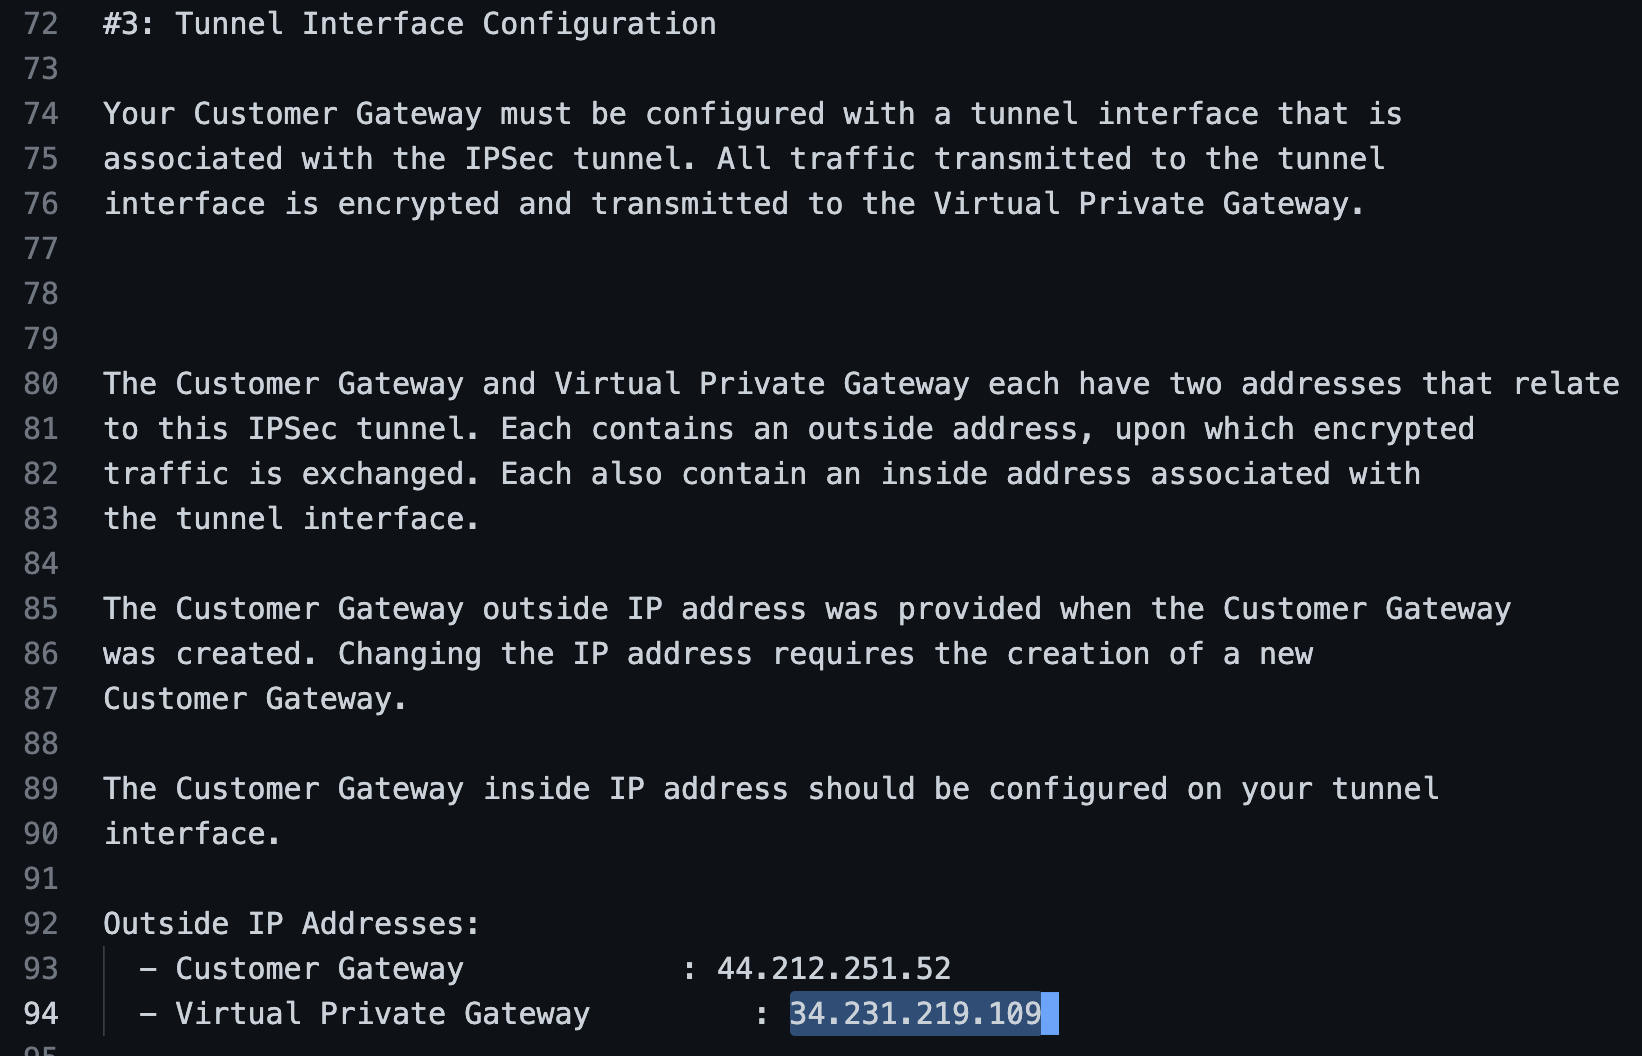 72 #3: Tunnel Interface Configuration
73
74 Your Customer Gateway must be configured with a tunnel interface that is
75 associated with the IPSec tunnel. All traffic transmitted to the tunnel
76 interface is encrypted and transmitted to the Virtual Private Gateway.
77
78
79
80 The Customer Gateway and Virtual Private Gateway each have two addresses that relate
81 to this IPSec tunnel. Each contains an outside address, upon which encrypted
82 traffic is exchanged. Each also contain an inside address associated with
83 the tunnel interface.
84
85 The Customer Gateway outside IP address was provided when the Customer Gateway
86 was created. Changing the IP address requires the creation of a new
87 Customer Gateway.
88
89 The Customer Gateway inside IP address should be configured on your tunnel
90 interface.
91
92 Outside IP Addresses:
93 - Customer Gateway : 44.212.251.52
94 - Virtual Private Gateway : 34.231.219.109
95